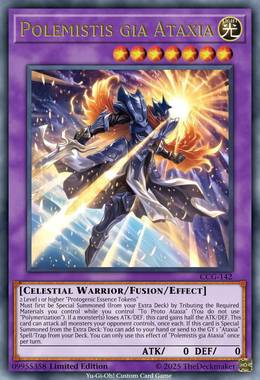 POLEMISTIS GIA ATAXIA
LIGHT
CCG-142
[CELESTIAL WARRIOR/FUSION/EFFECT]
2 Level 1 or higher "Protogenic Essence Tokens"
Must first be Special Summoned (from your Extra Deck) by Tributing the Required
Materials you control while you control "To Proto Ataxia" (You do not use
"Polymerization"). If a monster(s) loses ATK/DEF, this card gains half the ATK/DEF. This
card can attack all monsters your opponent controls, once each. If this card is Special
Summoned from the Extra Deck: You can add to your hand or send to the GY 1 "Ataxia"
Spell/Trap from your Deck. You can only use this effect of "Polemistis gia Ataxia" once
per turn.
ATK/ 0 DEF/ 0
09955358 Limited Edition
© 2025 TheDeckmaker
Yu-Gi-Oh! Custom Card Game